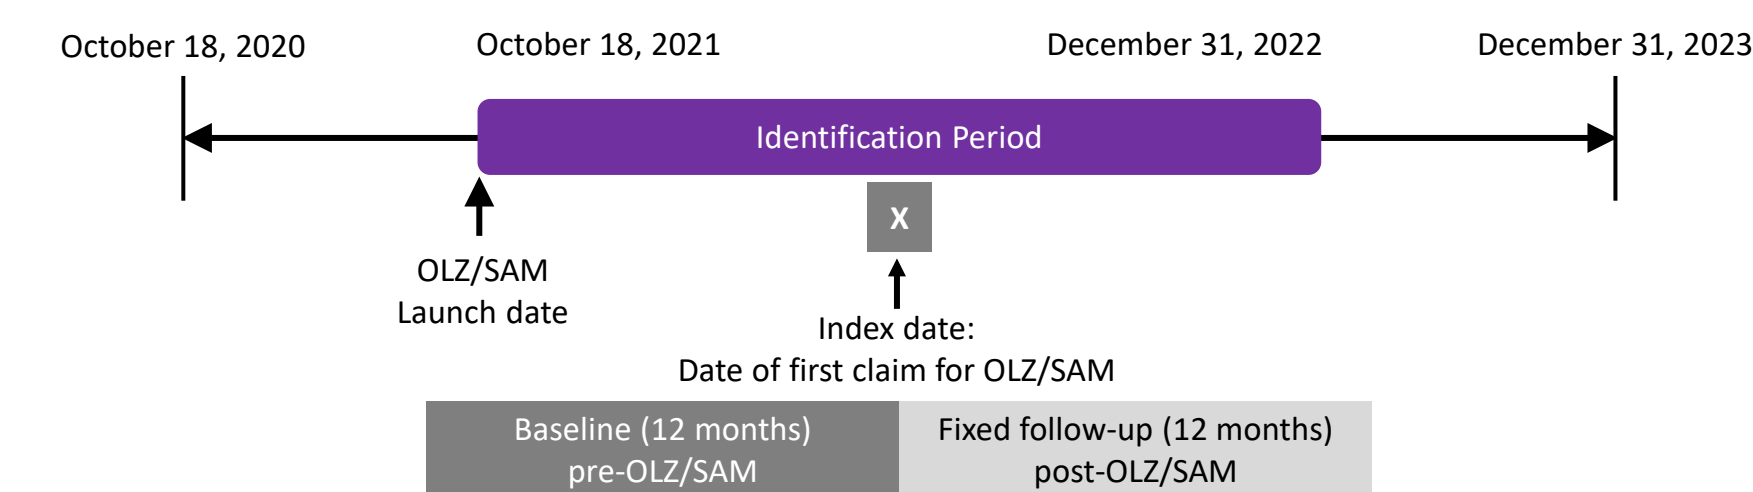 October 18, 2020
October 18, 2021
December 31, 2022
December 31, 2023
Identification Period
X
OLZ/SAM
Launch date
Index date:
Date of first claim for OLZ/SAM
Baseline (12 months)
pre-OLZ/SAM
Fixed follow-up (12 months)
post-OLZ/SAM